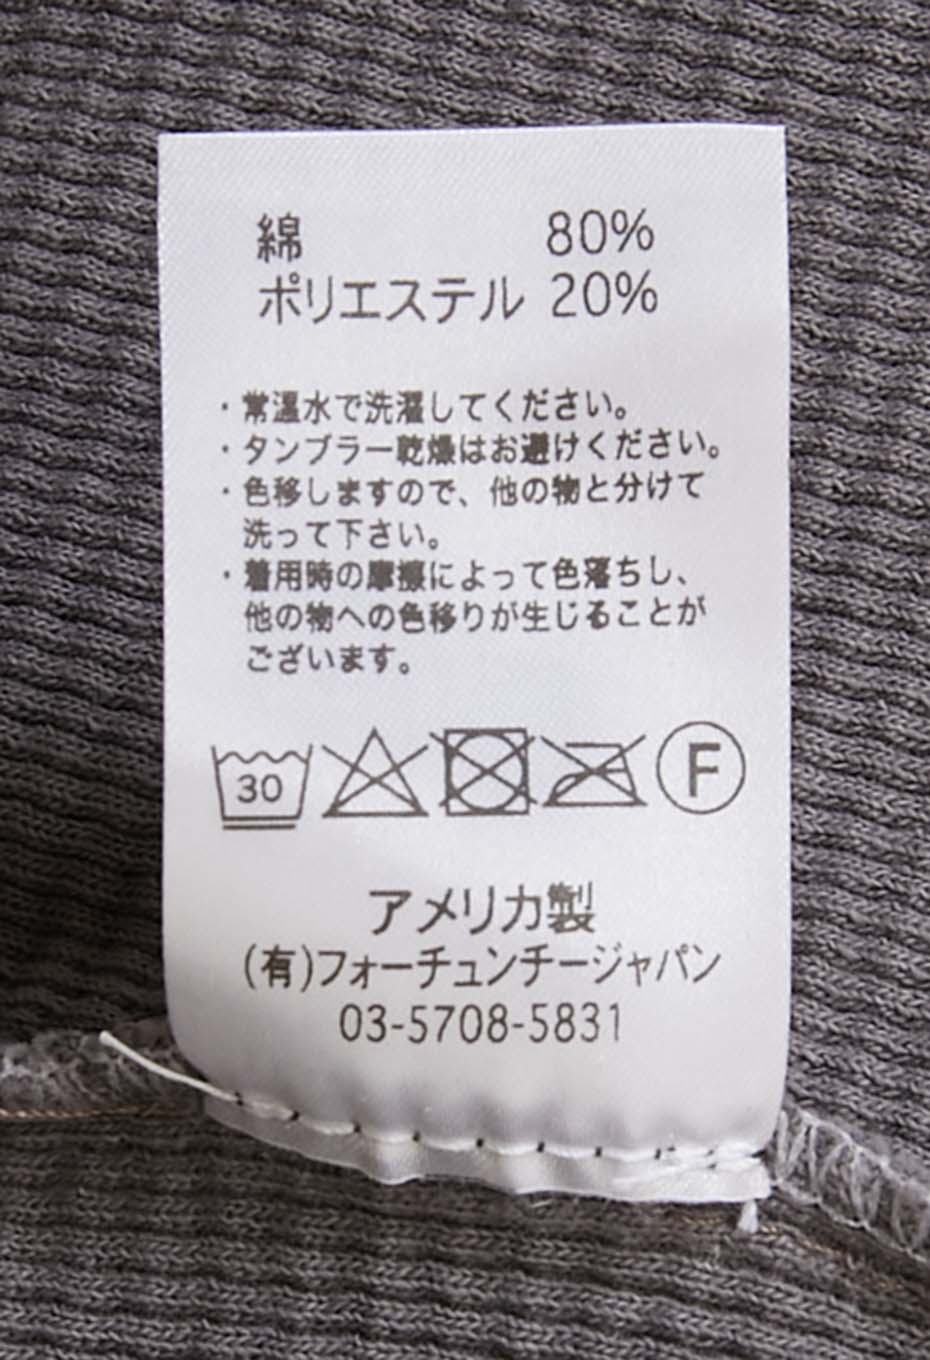 綿 80%
ポリエステル 20%
・常温水で洗濯してください。
・タンブラー乾燥はお避けください。
・色移しますので、他の物と分けて
洗って下さい。
・着用時の摩擦によって色落ちし、
他の物への色移りが生じることが
ございます。
30 F
アメリカ製
(有)フォーチュンチージャパン
03-5708-5831